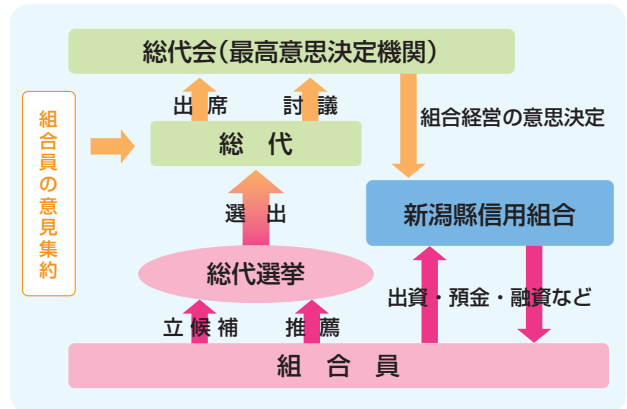 総代会(最高意思決定機関)
出席
討議
組合経営の意思決定
組合員の意見集約
総代
選出
新潟縣信用組合
総代選挙
出資・預金・融資など
立候補
推薦
組合員